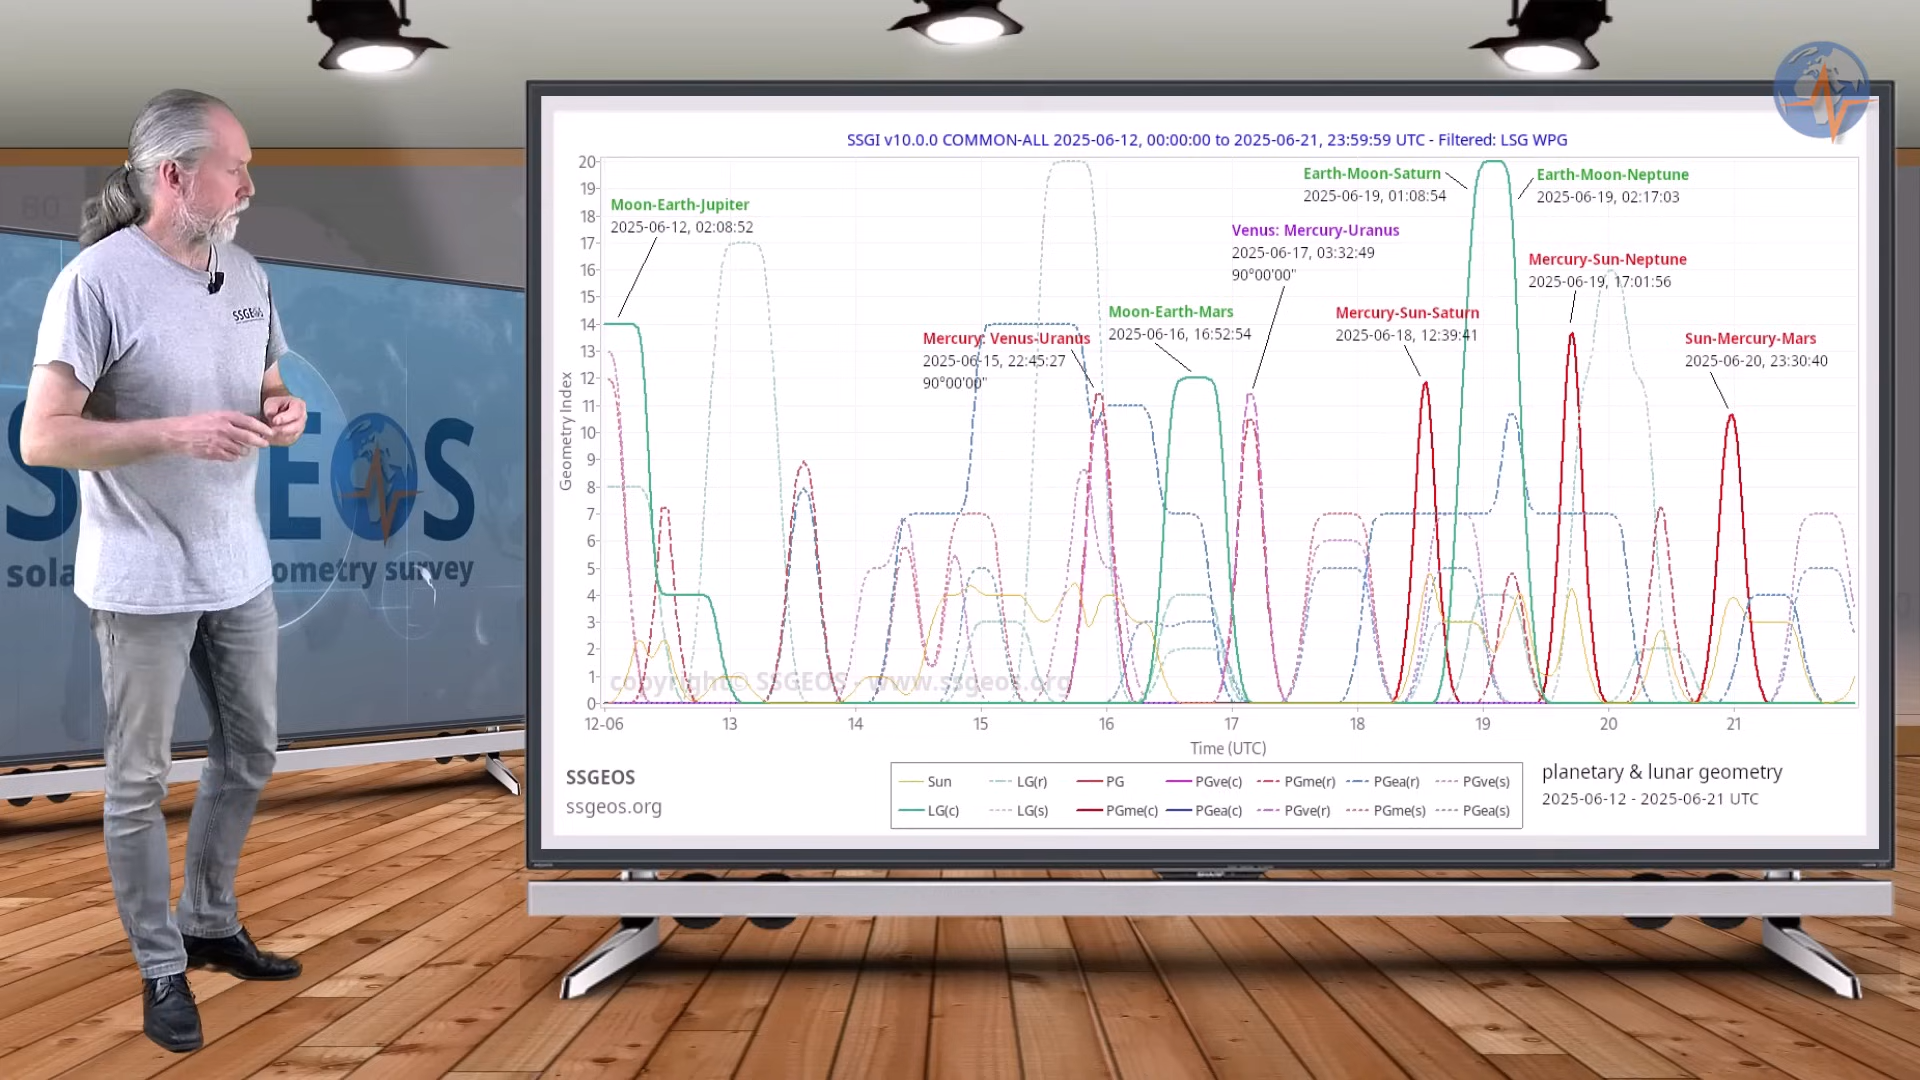 SSGI v10.0.0 COMMON-ALL 2025-06-12, 00:00:00 to 2025-06-21, 23:59:59 UTC - Filtered: LSG WPG
Moon-Earth-Jupiter
2025-06-12, 02:08:52
Mercury: Venus-Uranus
2025-06-15, 22:45:27
90°00'00"
Moon-Earth-Mars
2025-06-16, 16:52:54
Venus: Mercury-Uranus
2025-06-17, 03:32:49
90°00'00"
Earth-Moon-Saturn
2025-06-19, 01:08:54
Earth-Moon-Neptune
2025-06-19, 02:17:03
Mercury-Sun-Saturn
2025-06-18, 12:39:41
Mercury-Sun-Neptune
2025-06-19, 17:01:56
Sun-Mercury-Mars
2025-06-20, 23:30:40
Geometry Index
20
19
18
17
16
15
14
13
12
11
10
9
8
7
6
5
4
3
2
1
0
copyright© SSGEOS - www.ssgeos.org
12-06 13 14 15 16 17 18 19 20 21
Time (UTC)
SSGEOS
ssgeos.org
Sun LG(r) PG PGve(c) PGme(r) PGea(r) PGve(s)
LG(c) LG(s) PGme(c) PGea(c) PGve(r) PGme(s) PGea(s)
planetary & lunar geometry
2025-06-12 - 2025-06-21 UTC
SSGEOS
S E S
sola ometry survey